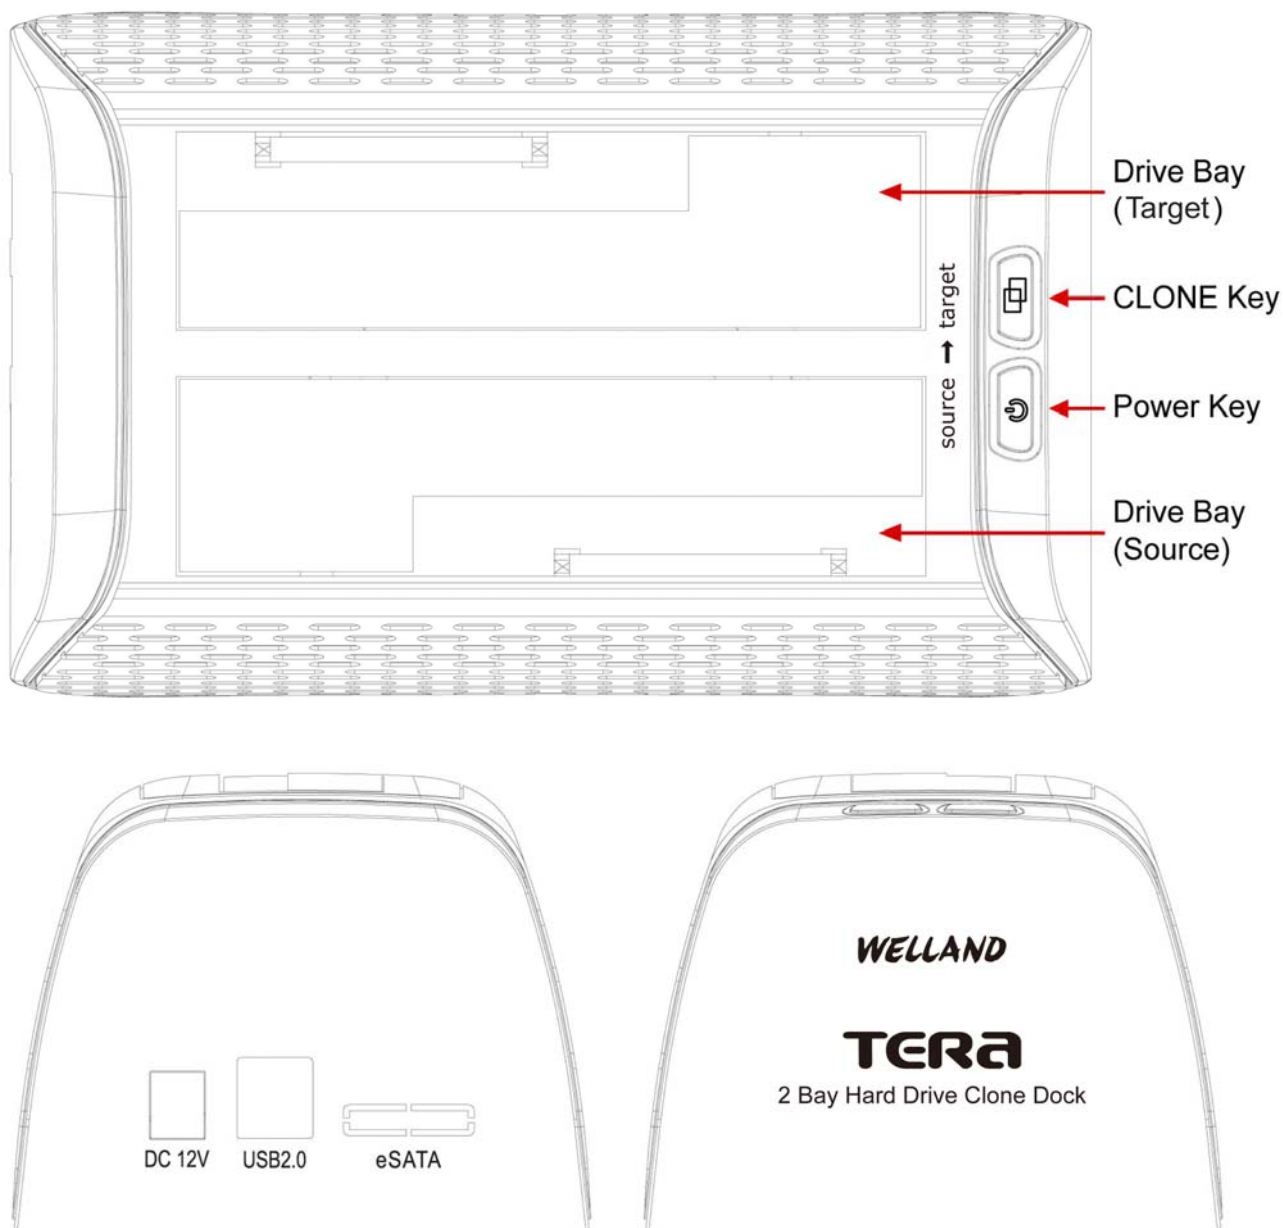 Drive Bay
(Target)
CLONE Key
source → target
Power Key
Drive Bay
(Source)
DC 12V
USB2.0
eSATA
WELLAND
TERa
2 Bay Hard Drive Clone Dock